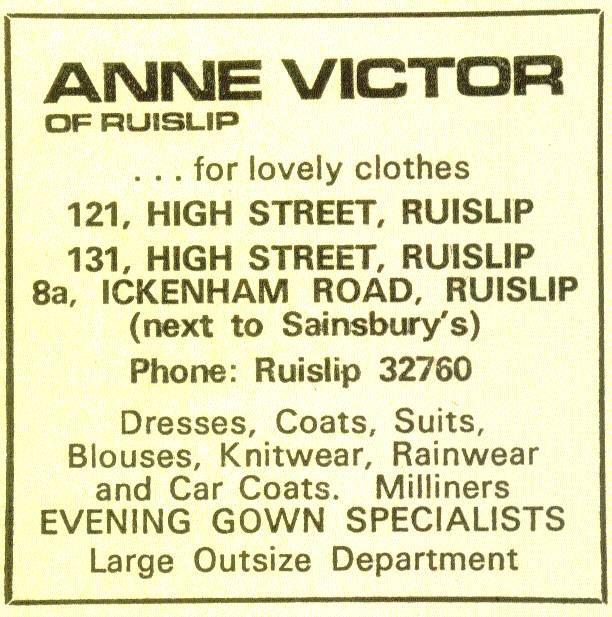 ANNE VICTOR
OF RUISLIP
. . . for lovely clothes
121, HIGH STREET, RUISLIP
131, HIGH STREET, RUISLIP
8a, ICKENHAM ROAD, RUISLIP
(next to Sainsbury's)
Phone: Ruislip 32760
Dresses, Coats, Suits,
Blouses, Knitwear, Rainwear
and Car Coats. Milliners
EVENING GOWN SPECIALISTS
Large Outsize Department